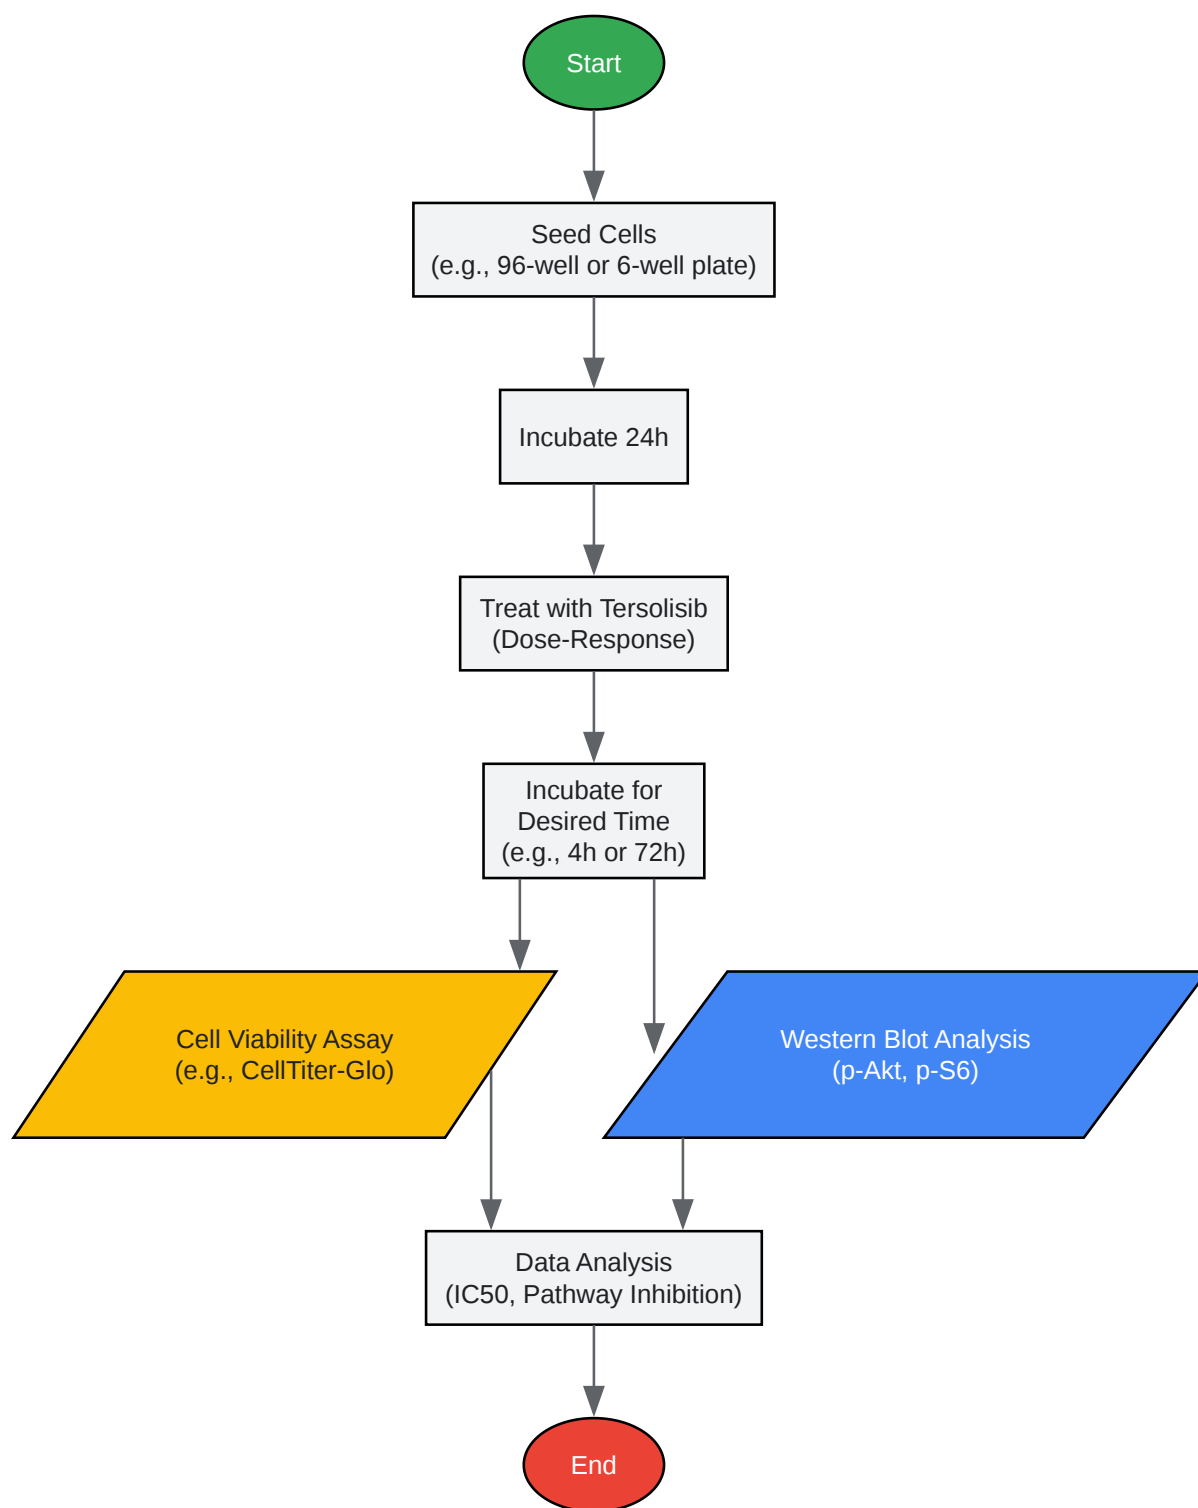 Start
Seed Cells
(e.g., 96-well or 6-well plate)
Incubate 24h
Treat with Tersolisib
(Dose-Response)
Incubate for
Desired Time
(e.g., 4h or 72h)
Cell Viability Assay
(e.g., CellTiter-Glo)
Western Blot Analysis
(p-Akt, p-S6)
Data Analysis
(IC50, Pathway Inhibition)
End